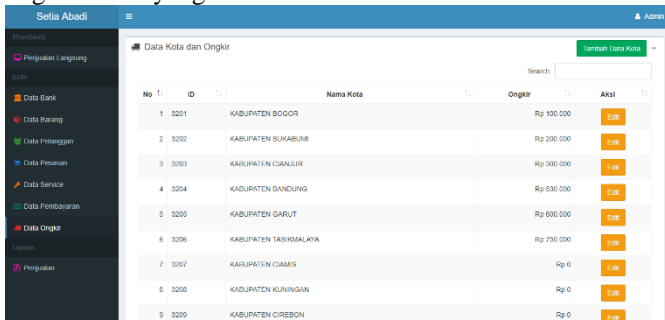 Setia Abadi
Admin
TRANSAKSI
Penjualan Langsung
DATA
Data Bank
Data Barang
Data Pelanggan
Data Pesanan
Data Service
Data Pembayaran
Data Ongkir
Laporan
Penjualan
Data Kota dan Ongkir
Tambah Data Kota
Search:
No ID Nama Kota Ongkir Aksi
1 3201 KABUPATEN BOGOR Rp 100.000 Edit
2 3202 KABUPATEN SUKABUMI Rp 200.000 Edit
3 3203 KABUPATEN CIANJUR Rp 300.000 Edit
4 3204 KABUPATEN BANDUNG Rp 530.000 Edit
5 3205 KABUPATEN GARUT Rp 600.000 Edit
6 3206 KABUPATEN TASIKMALAYA Rp 750.000 Edit
7 3207 KABUPATEN CIAMIS Rp 0 Edit
8 3208 KABUPATEN KUNINGAN Rp 0 Edit
9 3209 KABUPATEN CIREBON Rp 0 Edit